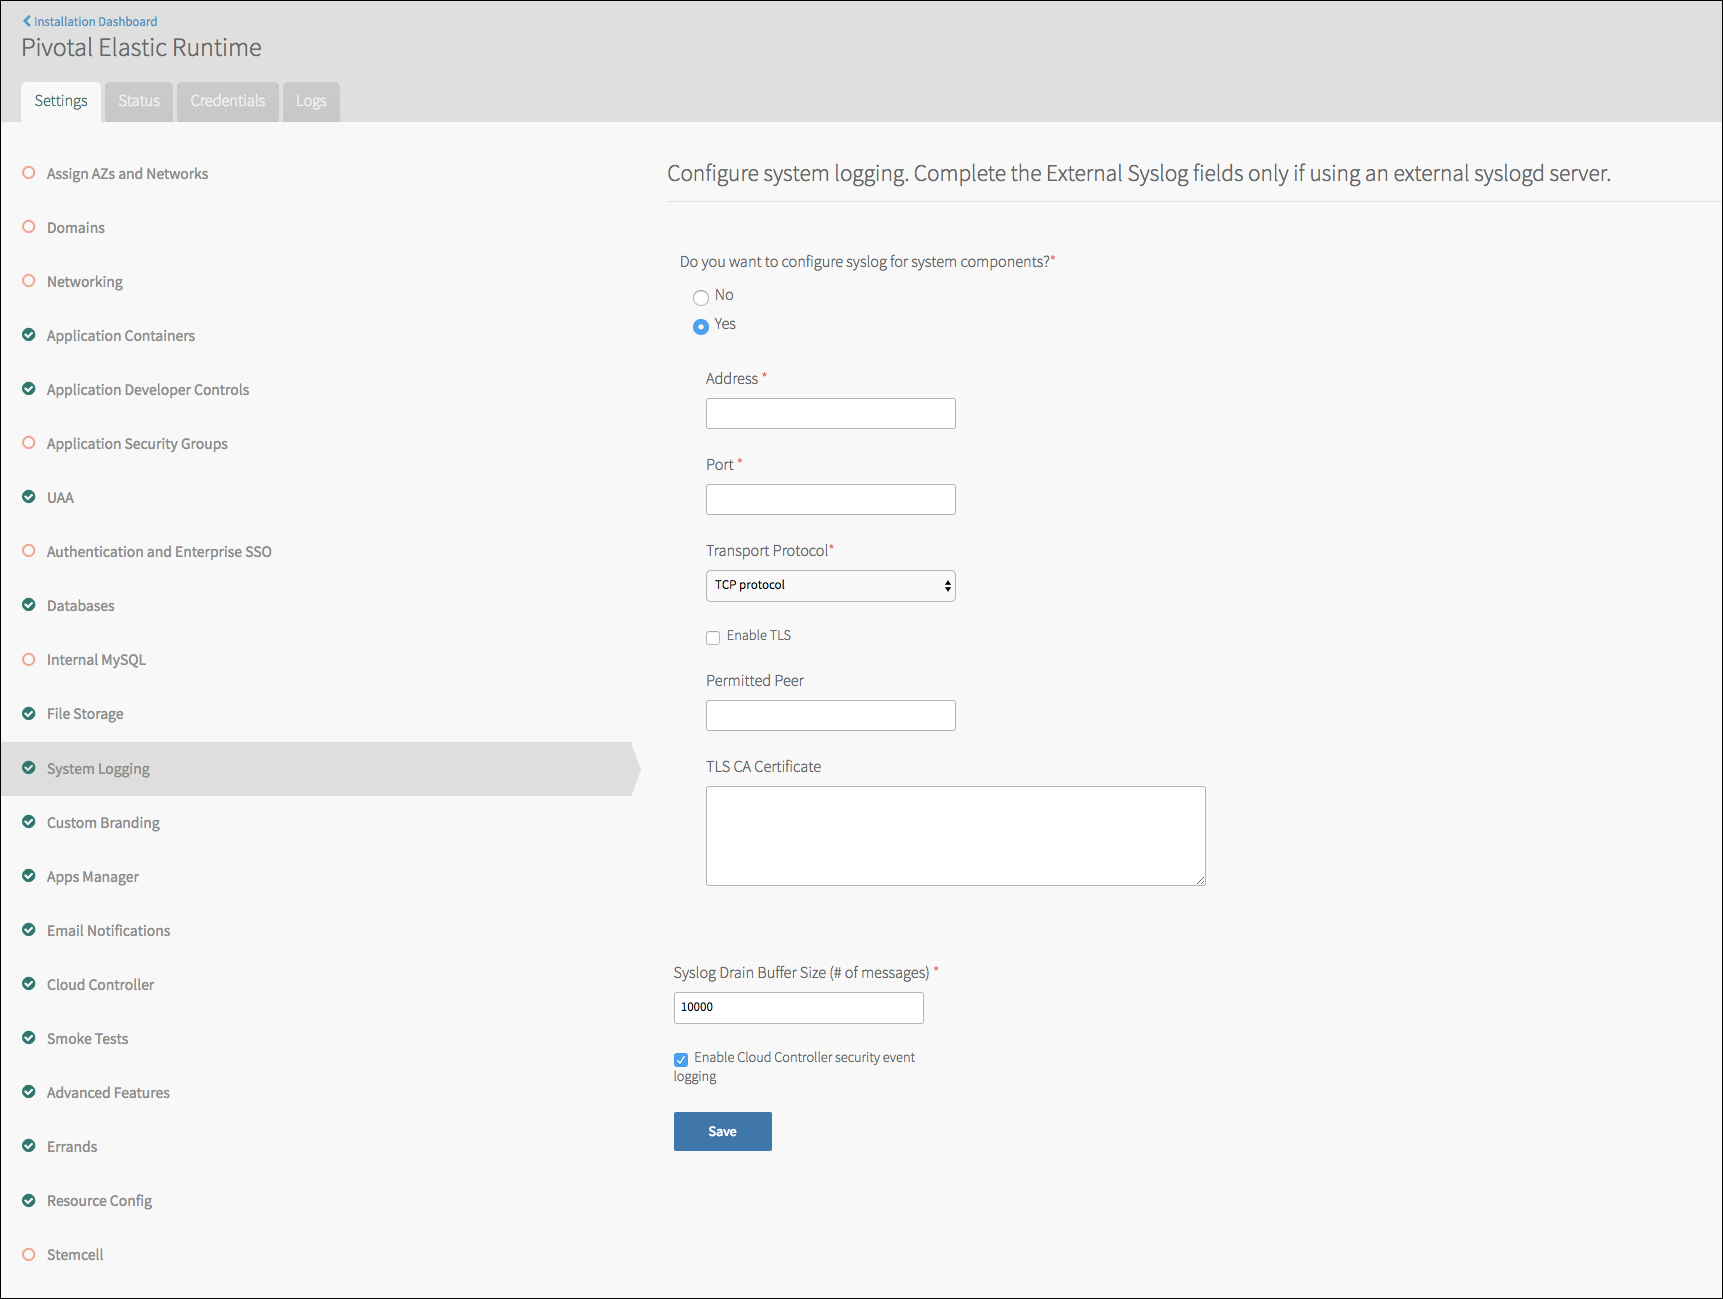 Installation Dashboard
Pivotal Elastic Runtime
Settings
Status
Credentials
Logs
Assign AZs and Networks
Domains
Networking
Application Containers
Application Developer Controls
Application Security Groups
UAA
Authentication and Enterprise SSO
Databases
Internal MySQL
File Storage
System Logging
Custom Branding
Apps Manager
Email Notifications
Cloud Controller
Smoke Tests
Advanced Features
Errands
Resource Config
Stemcell
Configure system logging. Complete the External Syslog fields only if using an external syslogd server.
Do you want to configure syslog for system components?*
No
Yes
Address *
Port *
Transport Protocol*
TCP protocol
Enable TLS
Permitted Peer
TLS CA Certificate
Syslog Drain Buffer Size (# of messages) *
10000
Enable Cloud Controller security event
logging
Save